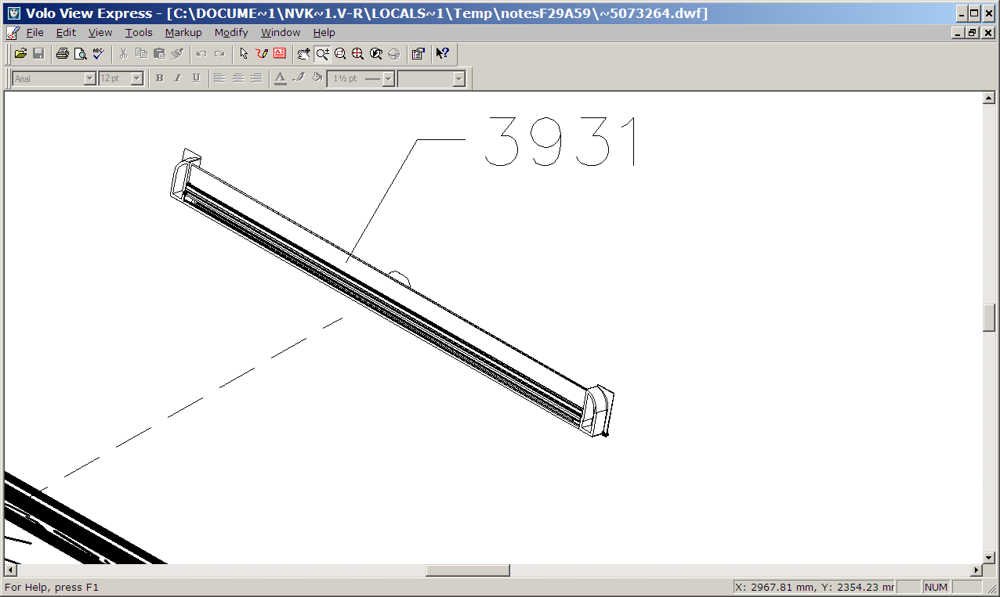 Volo View Express - [C:\DOCUME~1\NVK~1.V-R\LOCALS~1\Temp\notesF29A59\~5073264.dwf]
File Edit View Tools Markup Modify Window Help
ABC
Arial 12 pt B I U A 1½ pt
3931
For Help, press F1 X: 2967.81 mm, Y: 2354.23 mr NUM